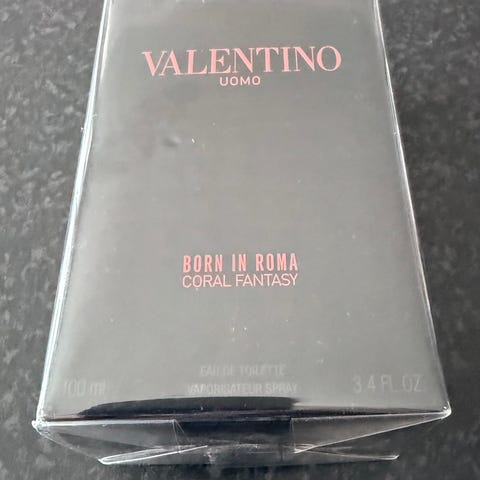 VALENTINO
UOMO
BORN IN ROMA
CORAL FANTASY
EAU DE TOILETTE
100 ml VAPORISATEUR SPRAY 3.4 FL.OZ.